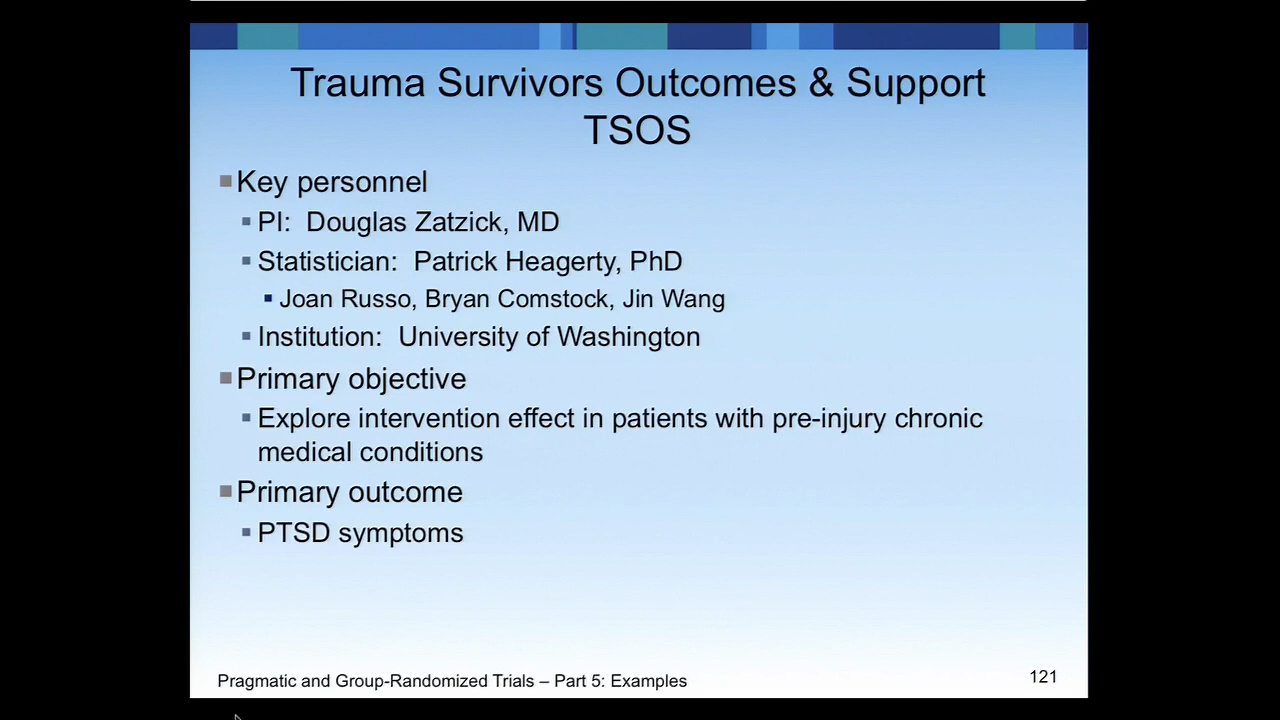 Trauma Survivors Outcomes & Support
TSOS
Key personnel
PI: Douglas Zatzick, MD
Statistician: Patrick Heagerty, PhD
Joan Russo, Bryan Comstock, Jin Wang
Institution: University of Washington
Primary objective
Explore intervention effect in patients with pre-injury chronic
medical conditions
Primary outcome
PTSD symptoms
Pragmatic and Group-Randomized Trials – Part 5: Examples
121